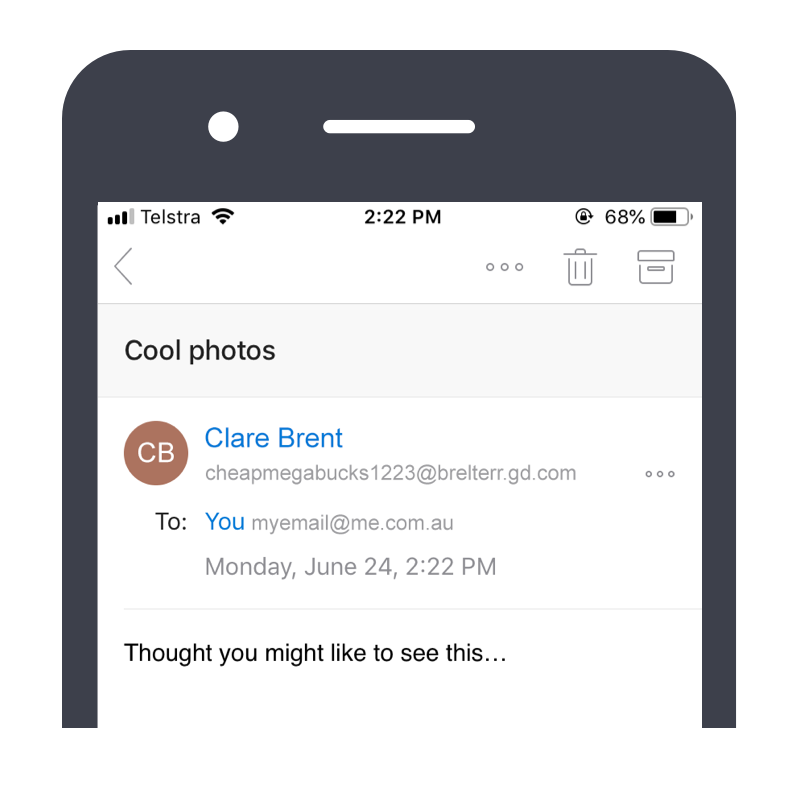 Telstra 2:22 PM 68%
Cool photos
CB
Clare Brent
cheapmegabucks1223@brelterr.gd.com
To: You myemail@me.com.au
Monday, June 24, 2:22 PM
Thought you might like to see this…